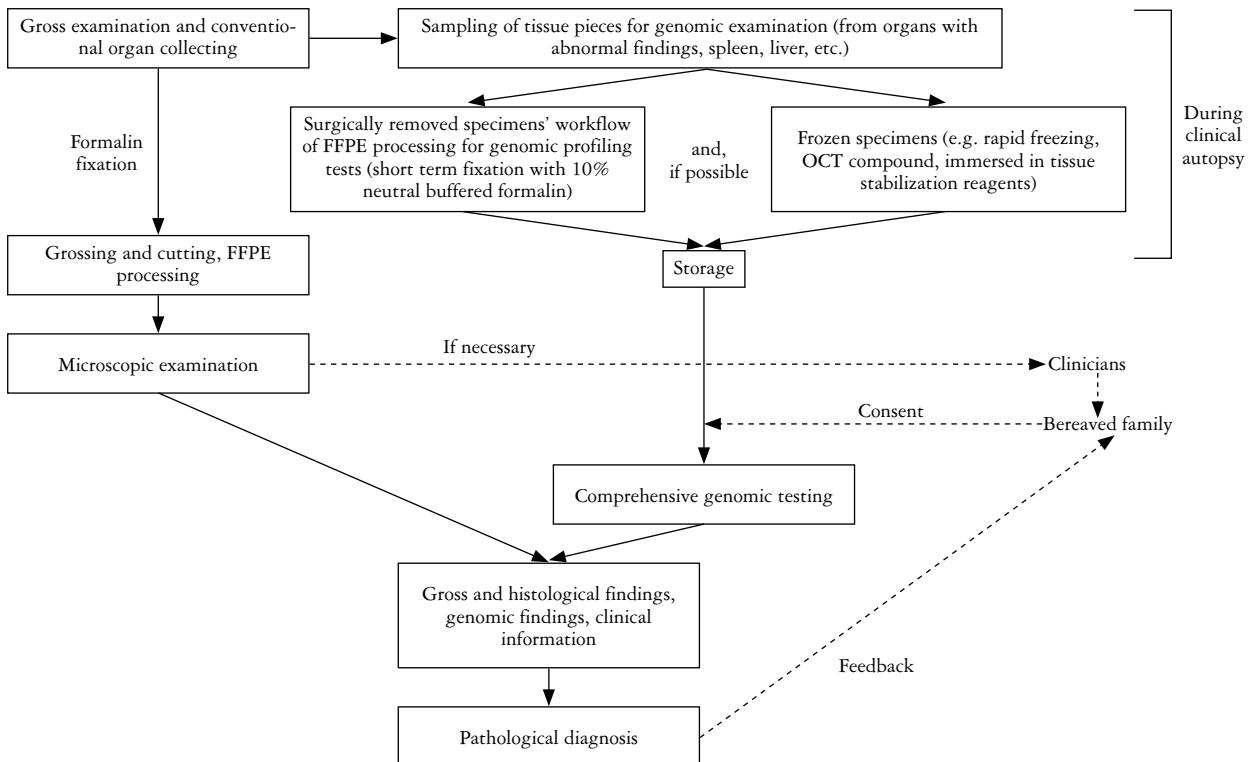 Gross examination and conventio-
nal organ collecting
Sampling of tissue pieces for genomic examination (from organs with
abnormal findings, spleen, liver, etc.)
Formalin
fixation
Surgically removed specimens’ workflow
of FFPE processing for genomic profiling
tests (short term fixation with 10%
neutral buffered formalin)
and,
if possible
Frozen specimens (e.g. rapid freezing,
OCT compound, immersed in tissue
stabilization reagents)
During
clinical
autopsy
Grossing and cutting, FFPE
processing
Storage
Microscopic examination
If necessary
Clinicians
Consent
Bereaved family
Comprehensive genomic testing
Gross and histological findings,
genomic findings, clinical
information
Feedback
Pathological diagnosis